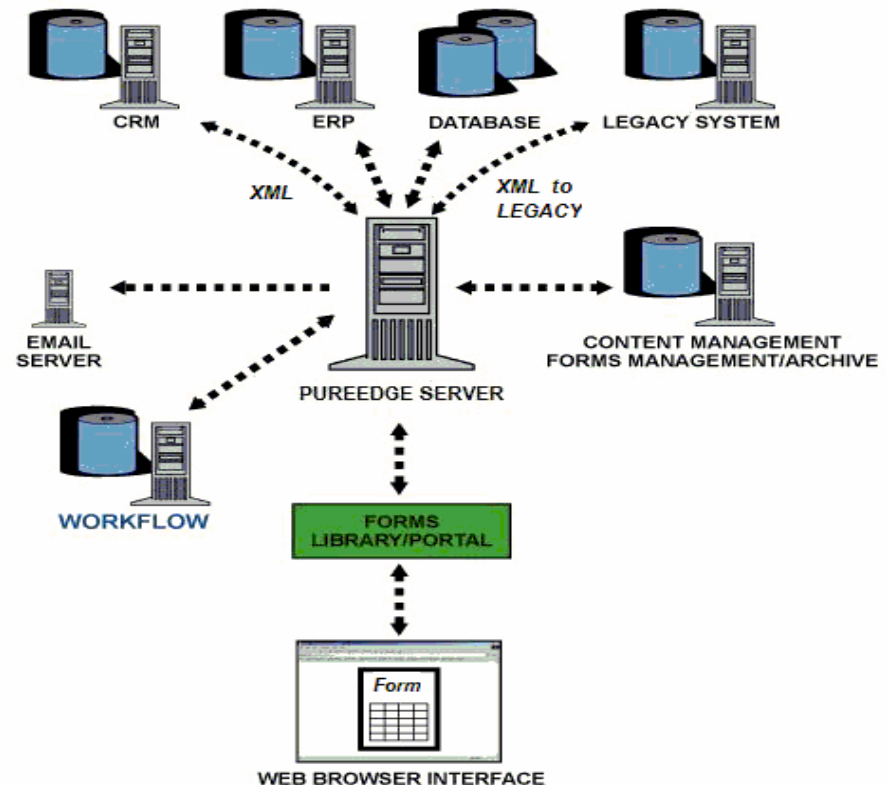 CRM
ERP
DATABASE
LEGACY SYSTEM
XML
XML to
LEGACY
EMAIL
SERVER
CONTENT MANAGEMENT
FORMS MANAGEMENT/ARCHIVE
PUREEDGE SERVER
WORKFLOW
FORMS
LIBRARY/PORTAL
Form
WEB BROWSER INTERFACE